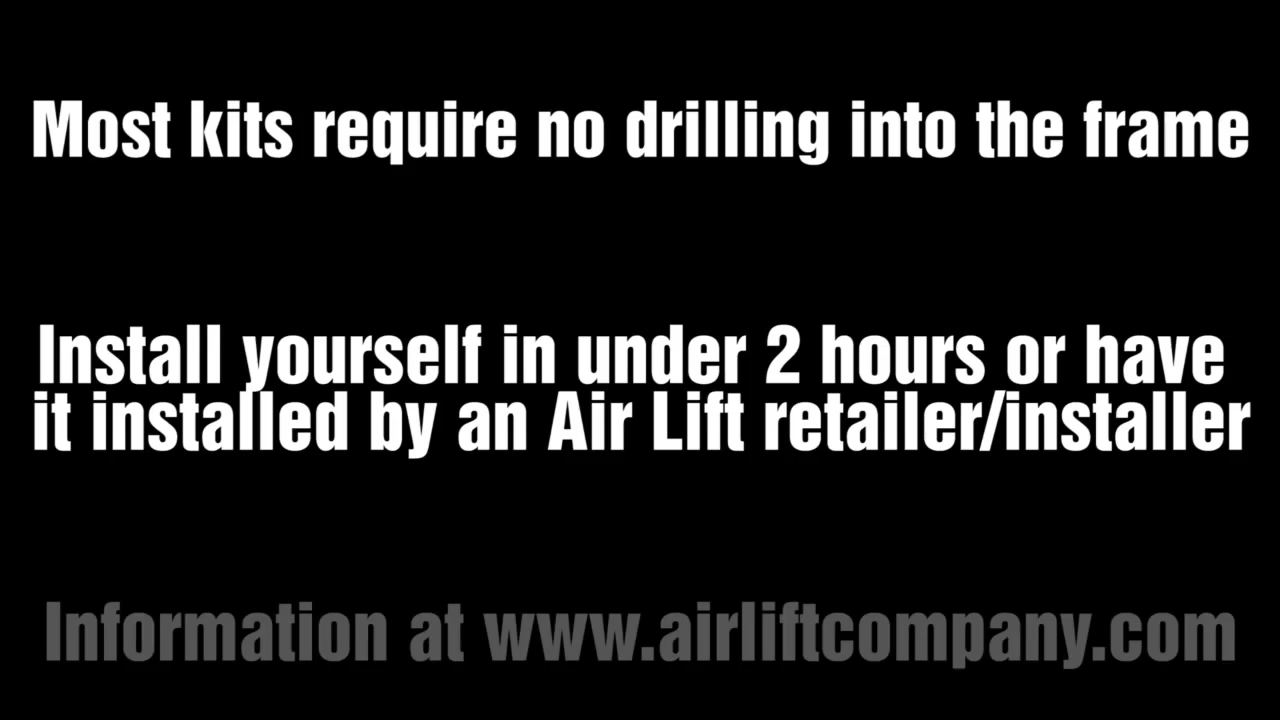 Most kits require no drilling into the frame
Install yourself in under 2 hours or have
it installed by an Air Lift retailer/installer
Information at www.airliftcompany.com